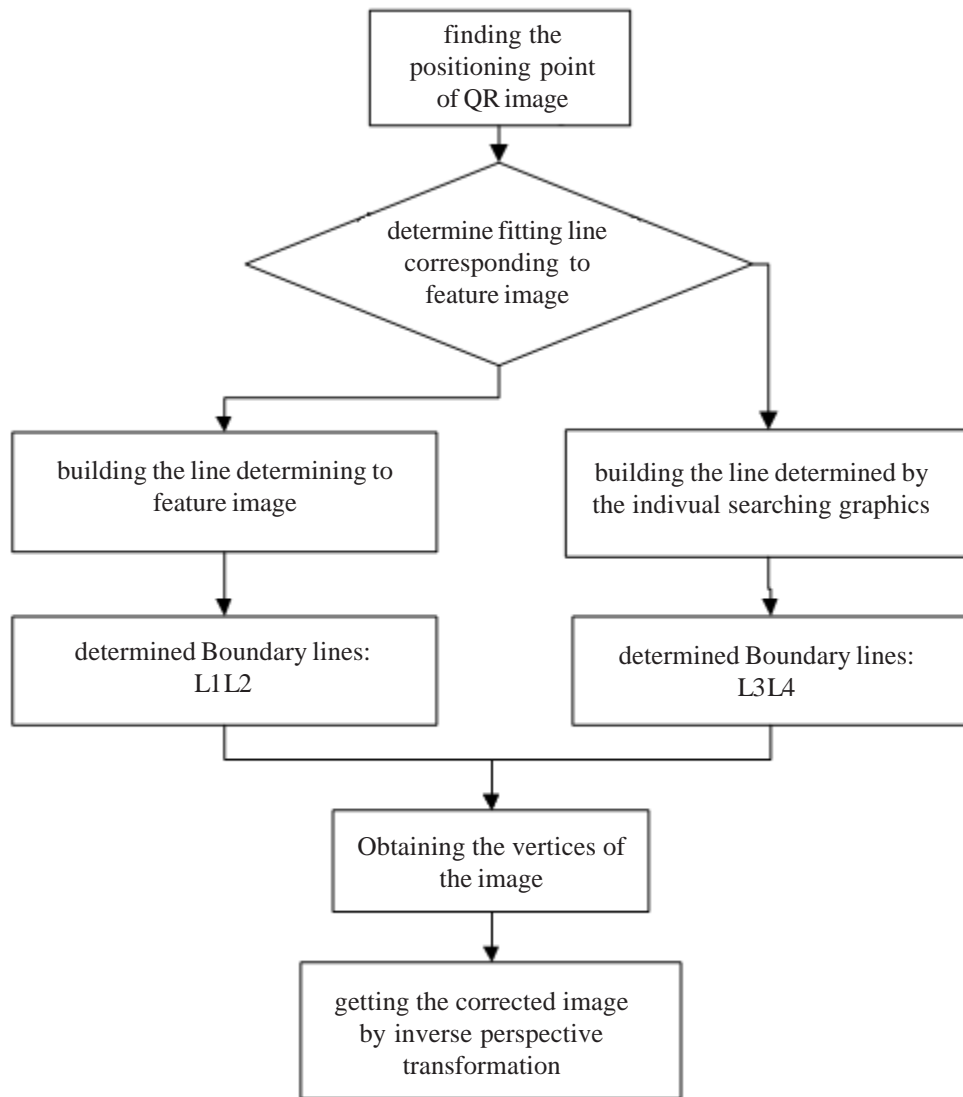 finding the
positioning point
of QR image
determine fitting line
corresponding to
feature image
building the line determining to
feature image
building the line determined by
the indivual searching graphics
determined Boundary lines:
L1L2
determined Boundary lines:
L3L4
Obtaining the vertices of
the image
getting the corrected image
by inverse perspective
transformation